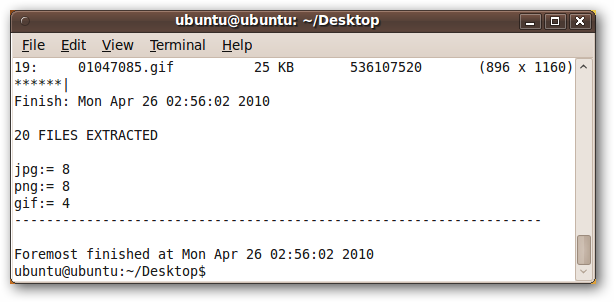 ubuntu@ubuntu: ~/Desktop
File Edit View Terminal Help
19: 01047085.gif 25 KB 536107520 (896 x 1160)
******|
Finish: Mon Apr 26 02:56:02 2010
20 FILES EXTRACTED
jpg:= 8
png:= 8
gif:= 4
------------------------------------------------------------------
Foremost finished at Mon Apr 26 02:56:02 2010
ubuntu@ubuntu:~/Desktop$